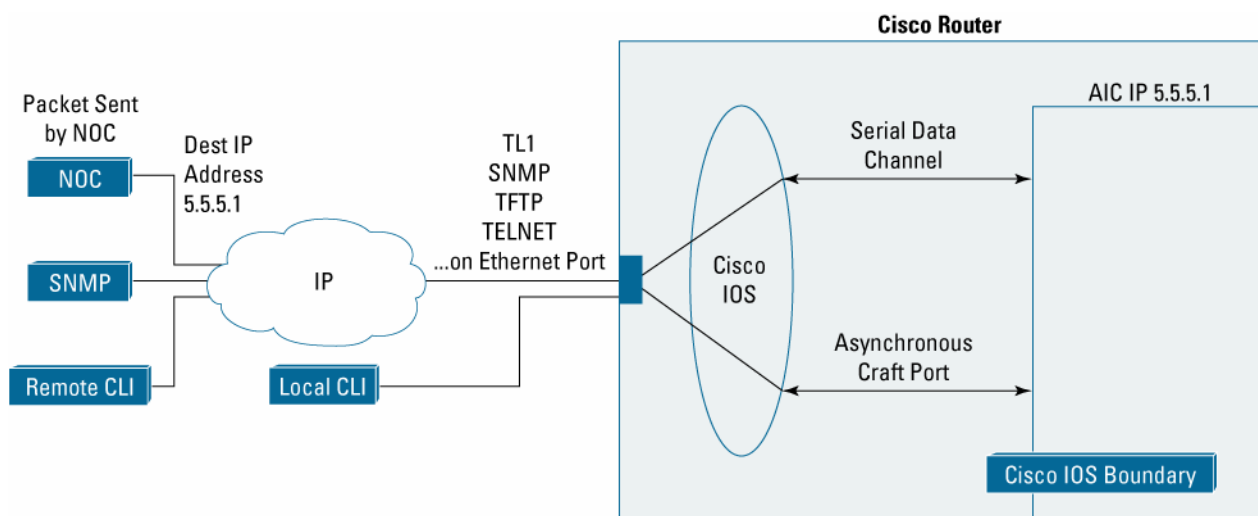 Cisco Router
Packet Sent
by NOC
NOC
Dest IP
Address
5.5.5.1
TL1
SNMP
TFTP
TELNET
...on Ethernet Port
AIC IP 5.5.5.1
Serial Data
Channel
SNMP
IP
Cisco
IOS
Remote CLI
Local CLI
Asynchronous
Craft Port
Cisco IOS Boundary